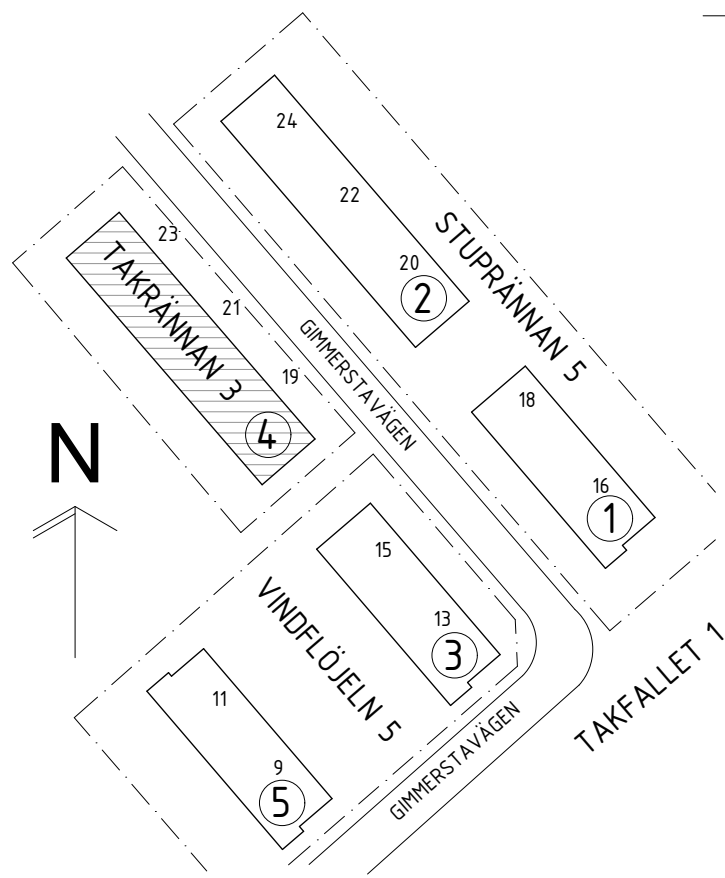 24
22
20
2
STUPRÄNNAN 5
23
21
19
TAKRÄNNAN 3
4
GIMMERSTAVÄGEN
18
16
1
N
15
13
3
VINDFLÖJELN 5
11
9
5
GIMMERSTAVÄGEN
TAKFALLET 1